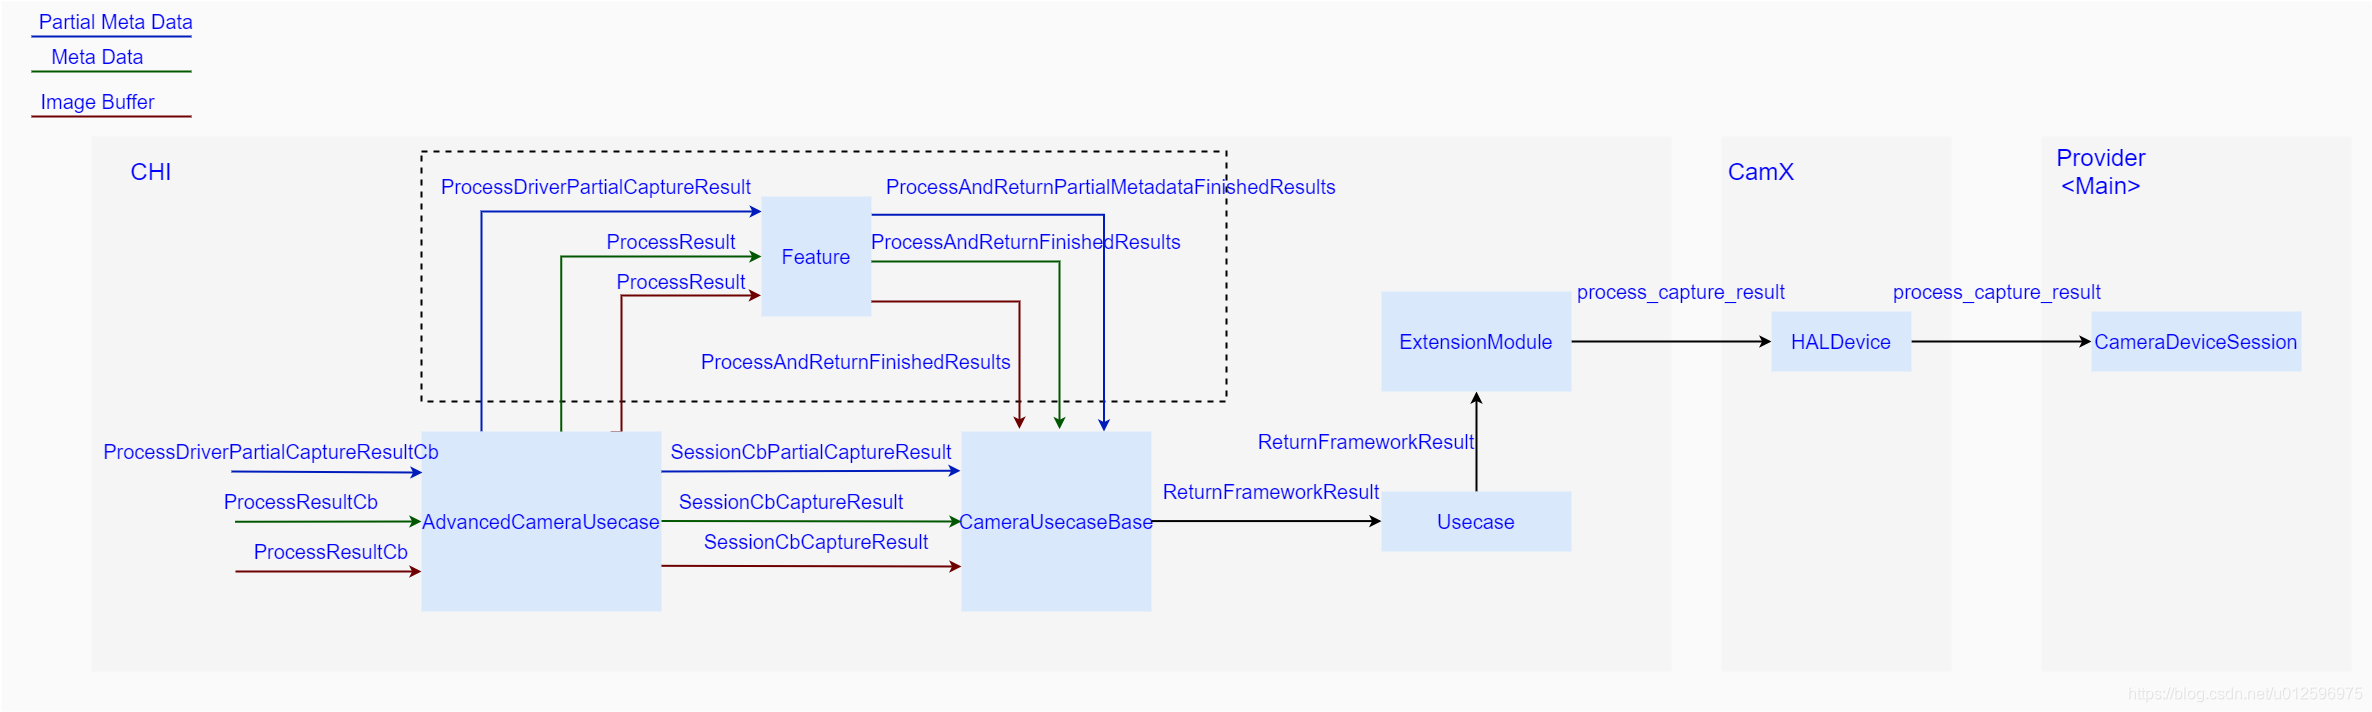 Partial Meta Data
Meta Data
Image Buffer
CHI
CamX
Provider
<Main>
ProcessDriverPartialCaptureResult
ProcessAndReturnPartialMetadataFinishedResults
ProcessResult
ProcessAndReturnFinishedResults
Feature
ProcessResult
process_capture_result
process_capture_result
ExtensionModule
HALDevice
CameraDeviceSession
ProcessAndReturnFinishedResults
ReturnFrameworkResult
ProcessDriverPartialCaptureResultCb
SessionCbPartialCaptureResult
ProcessResultCb
SessionCbCaptureResult
ReturnFrameworkResult
AdvancedCameraUsecase
CameraUsecaseBase
Usecase
ProcessResultCb
SessionCbCaptureResult
https://blog.csdn.net/u012596975